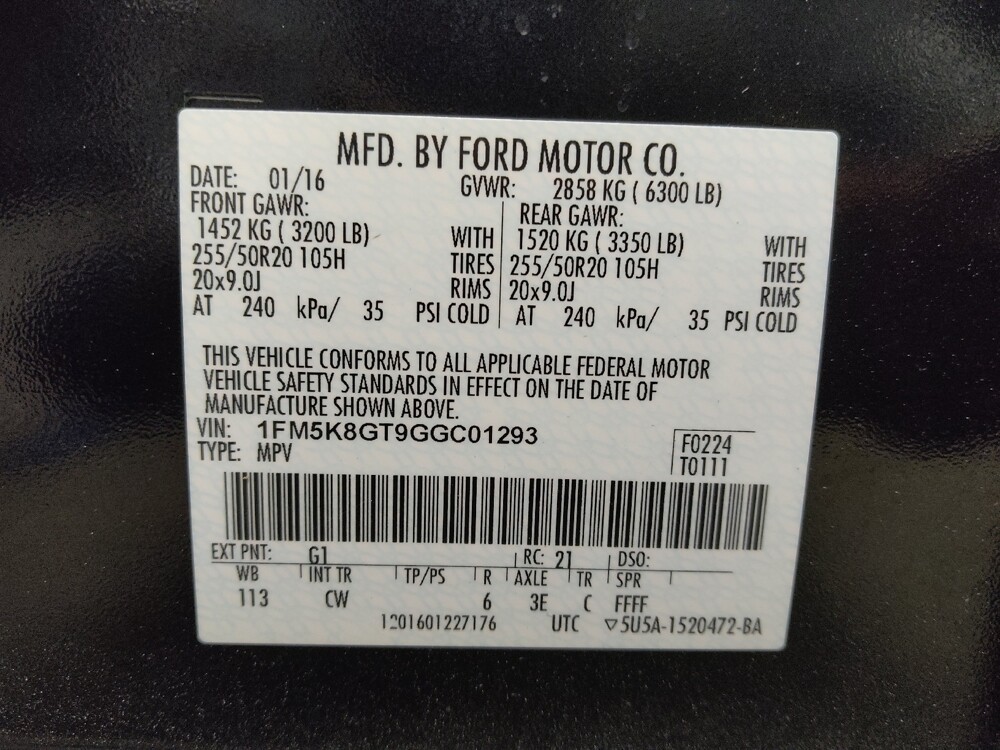 MFD. BY FORD MOTOR CO.
DATE: 01/16 GVWR: 2858 KG ( 6300 LB)
FRONT GAWR: REAR GAWR:
1452 KG ( 3200 LB) WITH 1520 KG ( 3350 LB) WITH
255/50R20 105H TIRES 255/50R20 105H TIRES
20x9.0J RIMS 20x9.0J RIMS
AT 240 kPa/ 35 PSI COLD AT 240 kPa/ 35 PSI COLD
THIS VEHICLE CONFORMS TO ALL APPLICABLE FEDERAL MOTOR
VEHICLE SAFETY STANDARDS IN EFFECT ON THE DATE OF
MANUFACTURE SHOWN ABOVE.
VIN: 1FM5K8GT9GGC01293 F0224
TYPE: MPV T0111
EXT PNT: G1 RC: 21 DSO:
WB INT TR TP/PS R AXLE TR SPR
113 CW 6 3E C FFFF
1201601227176 UTC ▽5U5A-1520472-BA